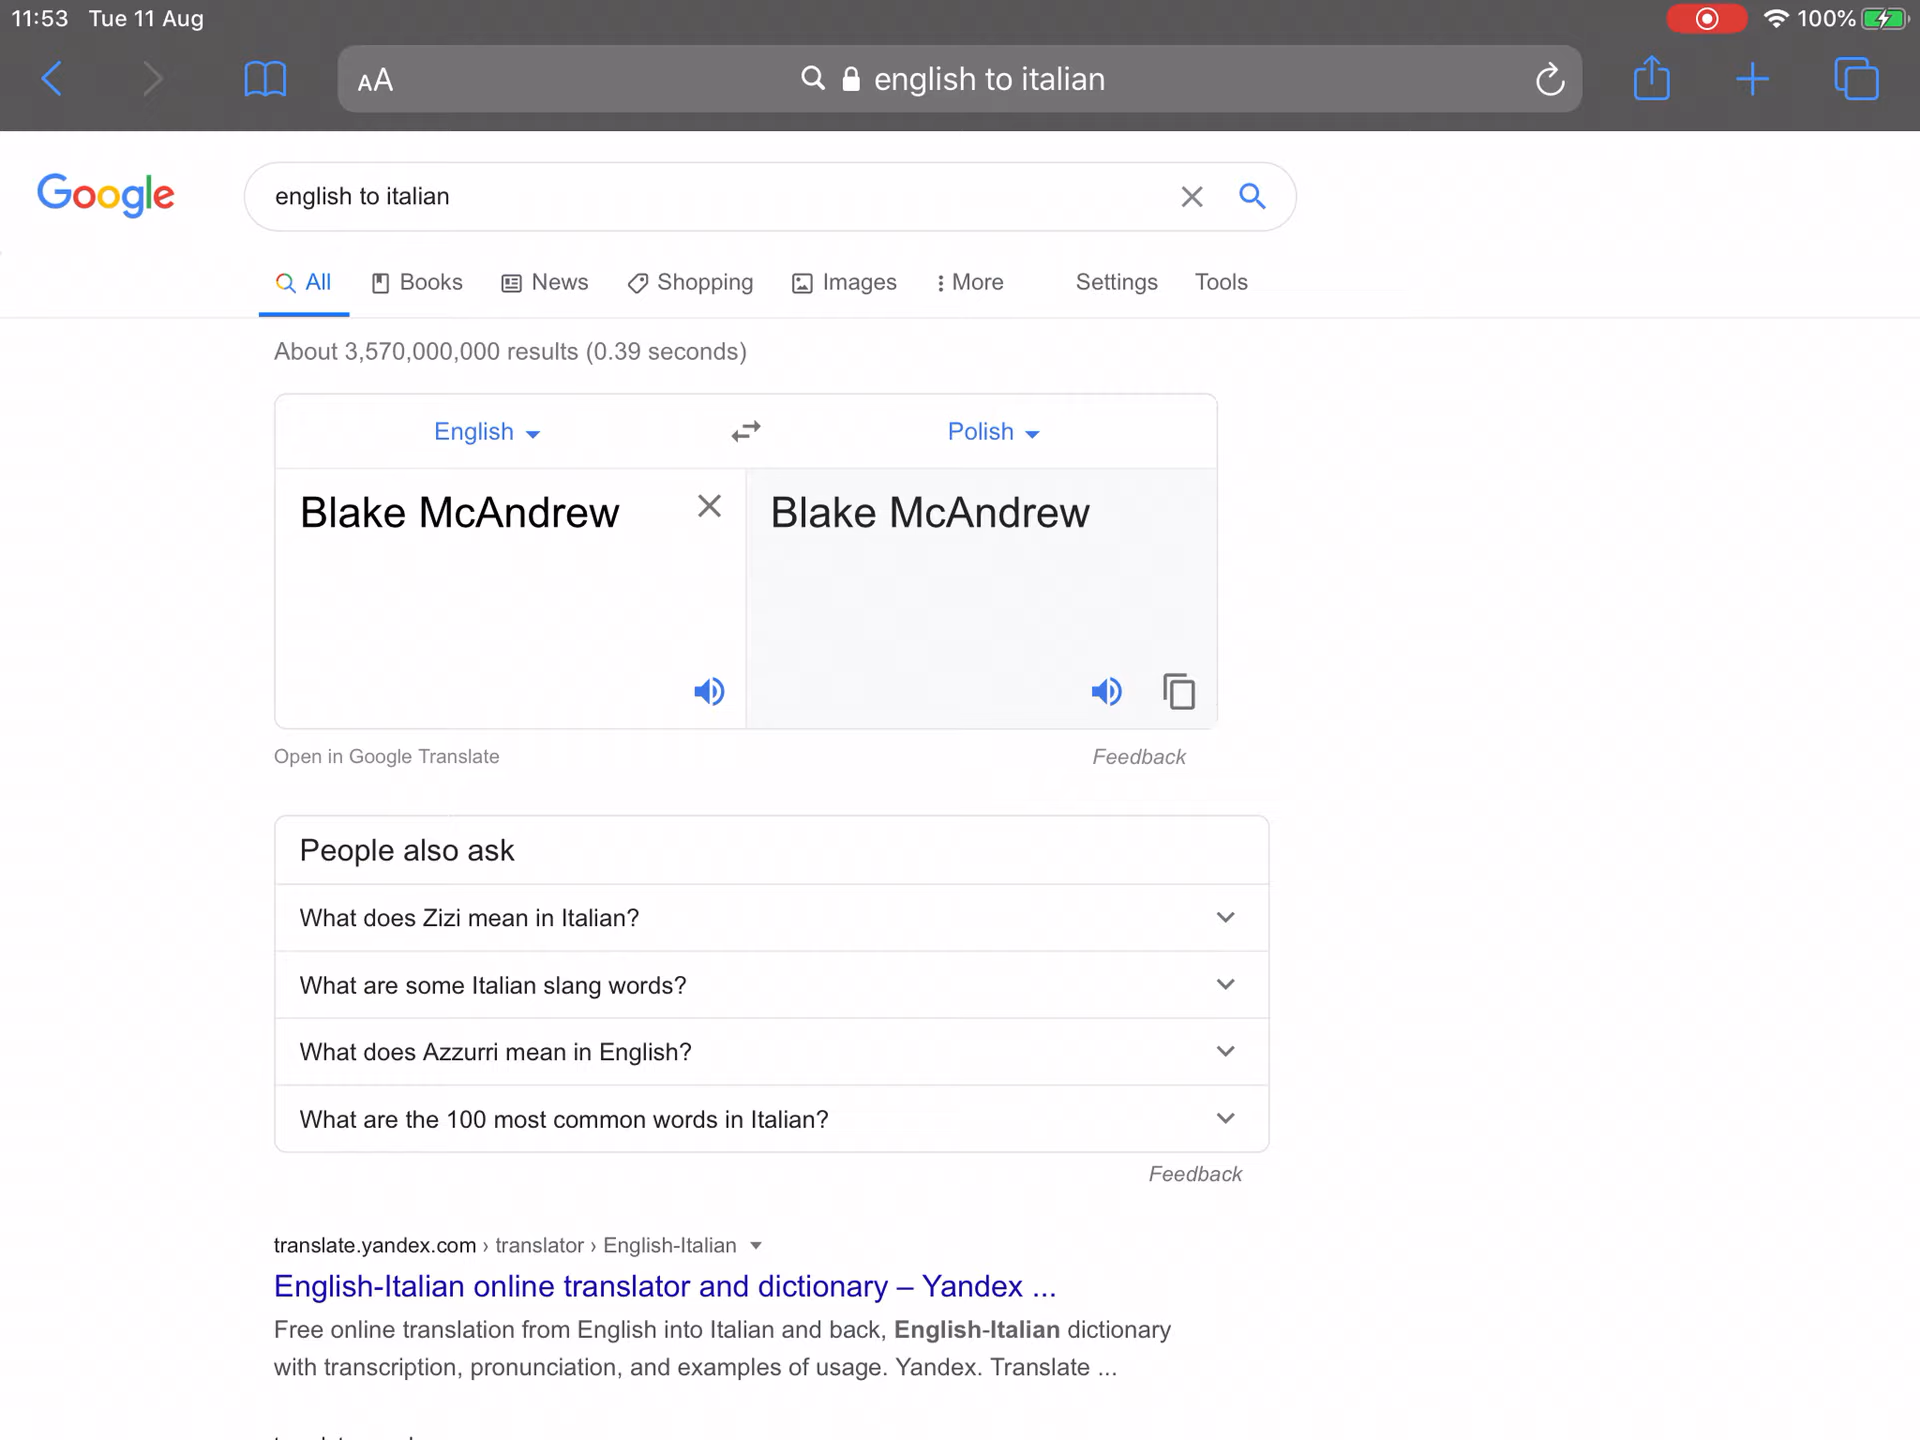 11:53 Tue 11 Aug
100%
AA english to italian
Google
english to italian
All Books News Shopping Images More Settings Tools
About 3,570,000,000 results (0.39 seconds)
English Polish
Blake McAndrew Blake McAndrew
Open in Google Translate Feedback
People also ask
What does Zizi mean in Italian?
What are some Italian slang words?
What does Azzurri mean in English?
What are the 100 most common words in Italian?
Feedback
translate.yandex.com › translator › English-Italian
English-Italian online translator and dictionary – Yandex ...
Free online translation from English into Italian and back, English-Italian dictionary
with transcription, pronunciation, and examples of usage. Yandex. Translate ...